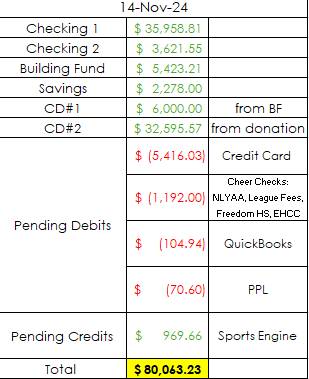 14-Nov-24
Checking 1 $ 35,958.81
Checking 2 $ 3,621.55
Building Fund $ 5,423.21
Savings $ 2,278.00
CD#1 $ 6,000.00 from BF
CD#2 $ 32,595.57 from donation
$ (5,416.03) Credit Card
Cheer Checks:
$ (1,192.00) NLYAA, League Fees,
Freedom HS, EHCC
Pending Debits
$ (104.94) QuickBooks
$ (70.60) PPL
Pending Credits $ 969.66 Sports Engine
Total $ 80,063.23